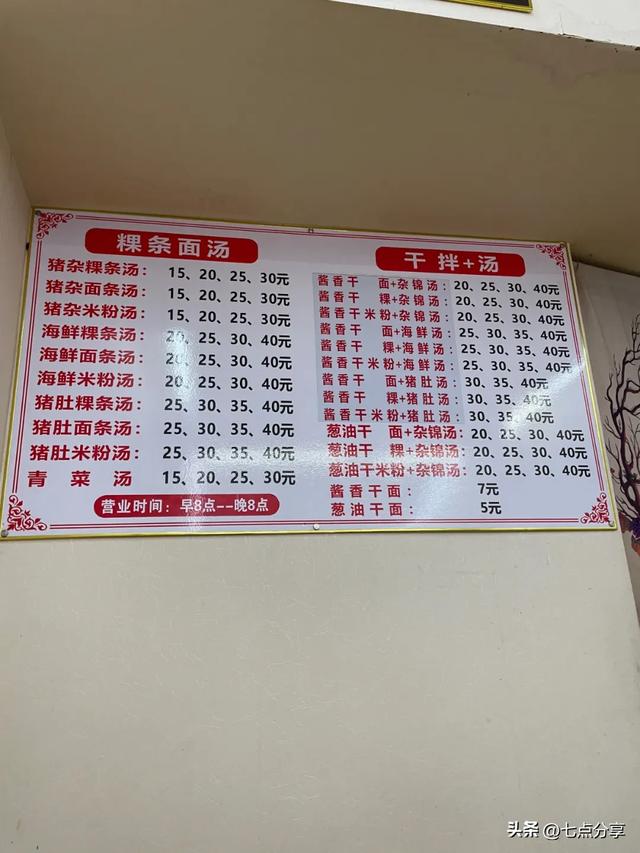 粿条面汤
猪杂粿条汤： 15、20、25、30元
猪杂面条汤： 15、20、25、30元
猪杂米粉汤： 15、20、25、30元
海鲜粿条汤： 20、25、30、40元
海鲜面条汤： 20、25、30、40元
海鲜米粉汤： 20、25、30、40元
猪肚粿条汤： 25、30、35、40元
猪肚面条汤： 25、30、35、40元
猪肚米粉汤： 25、30、35、40元
青菜汤 15、20、25、30元
营业时间：早8点--晚8点
干拌+汤
酱香干 面+杂锦汤：20、25、30、40元
酱香干 粿+杂锦汤：20、25、30、40元
酱香干米粉+杂锦汤：20、25、30、40元
酱香干 面+海鲜汤：25、30、35、40元
酱香干 粿+海鲜汤：25、30、35、40元
酱香干米粉+海鲜汤：25、30、35、40元
酱香干 面+猪肚汤：30、35、40元
酱香干 粿+猪肚汤：30、35、40元
酱香干米粉+猪肚汤：30、35、40元
葱油干 面+杂锦汤：20、25、30、40元
葱油干 粿+杂锦汤：20、25、30、40元
葱油干米粉+杂锦汤：20、25、30、40元
酱香干面： 7元
葱油干面： 5元
头条 @七点分享